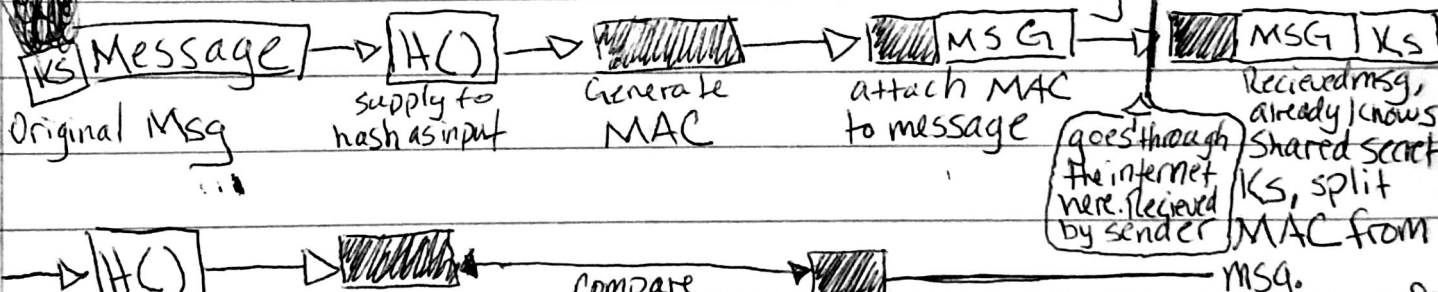 Ks Message H() MSG MSG Ks
Original Msg
supply to
hash as input
Generate
MAC
attach MAC
to message
goes through
the internet
here. Recieved
by sender
Recieved msg,
already knows
shared secret
Ks, split
MAC from
msg.
H() compare